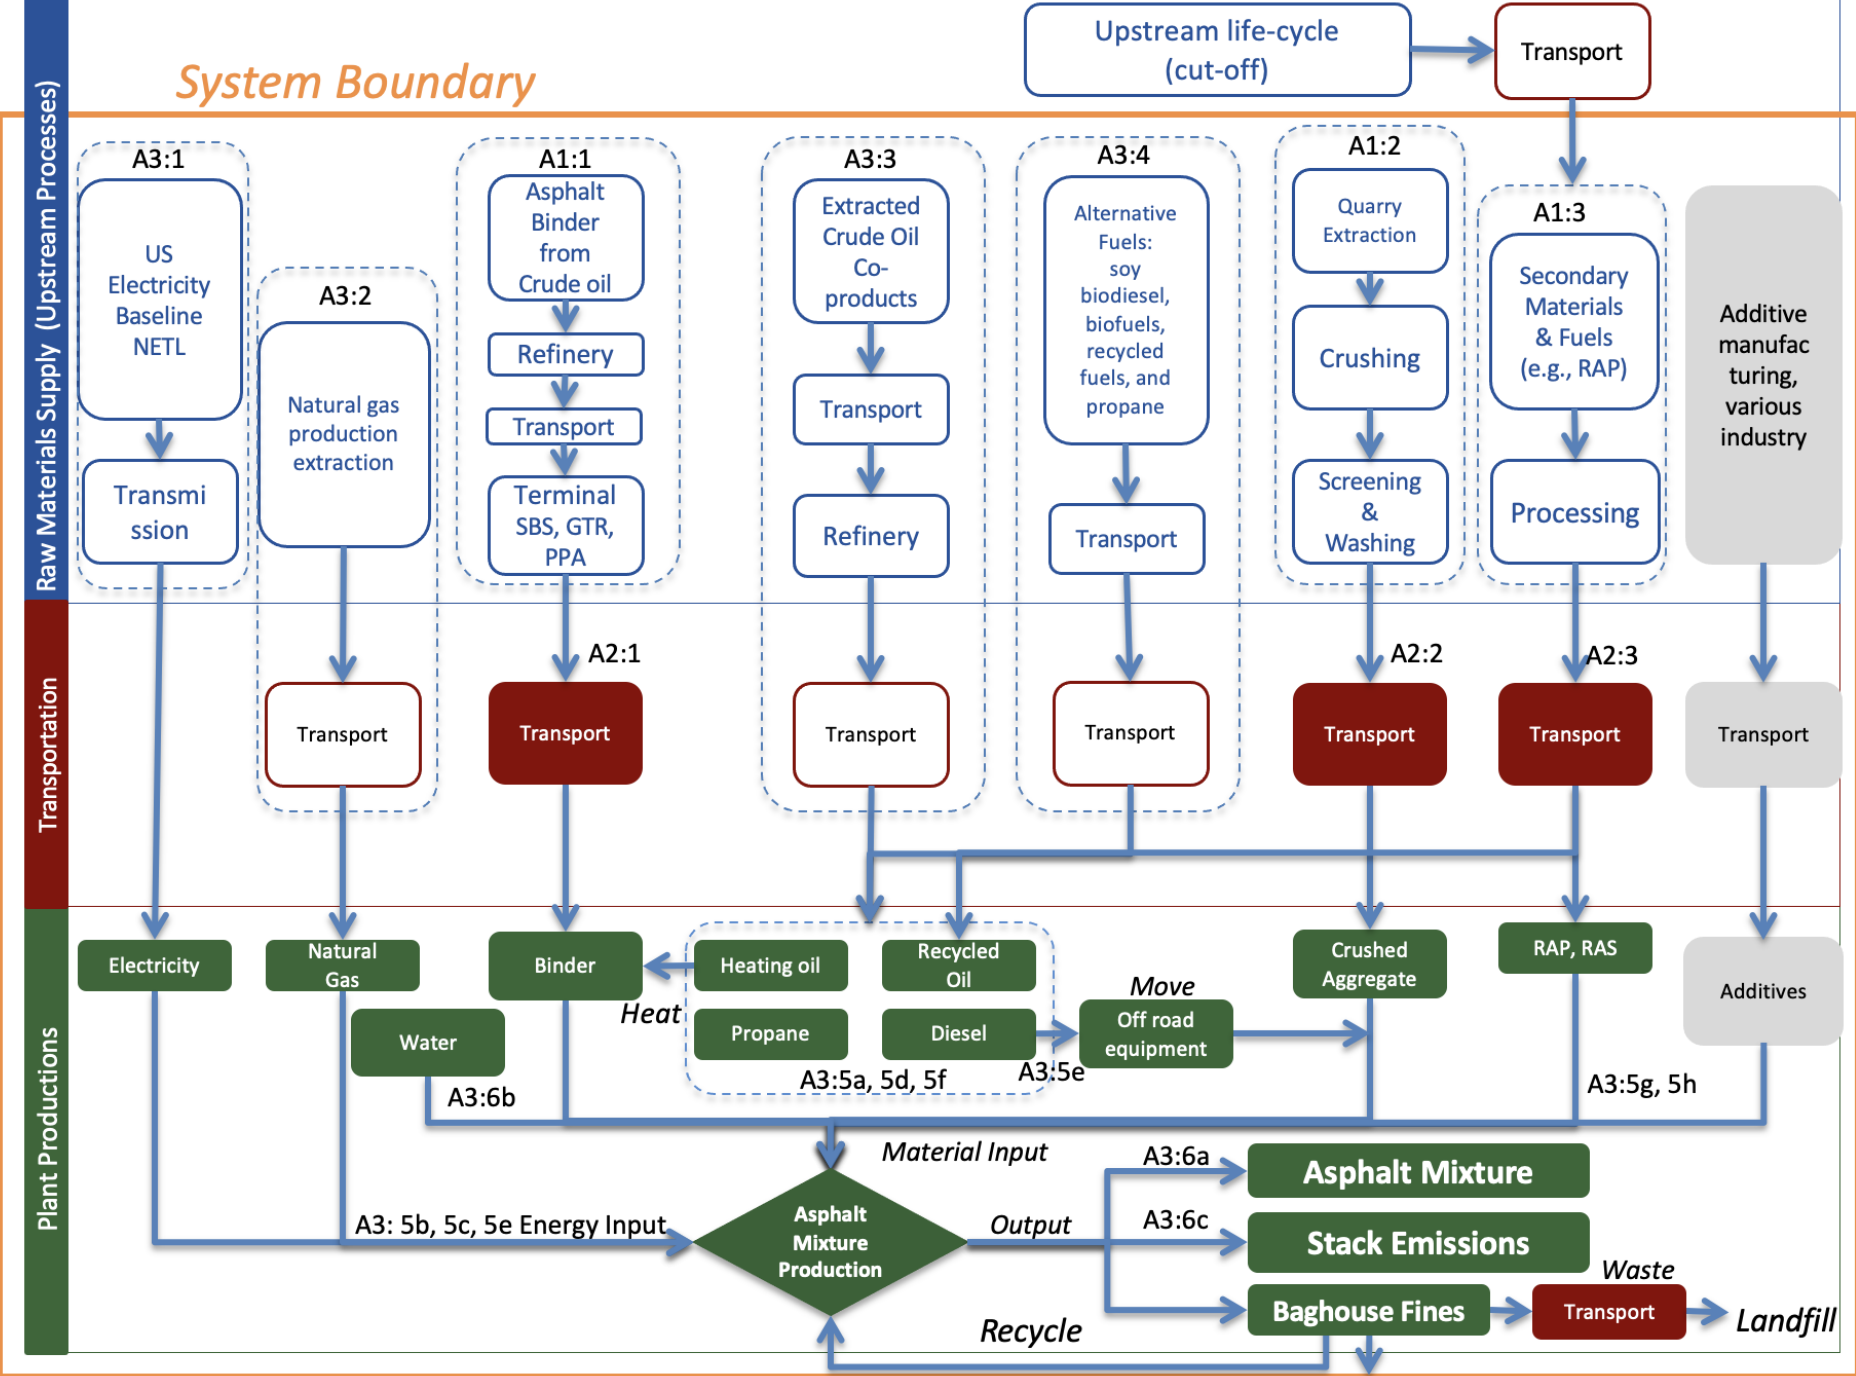 Upstream life-cycle
(cut-off)
Transport
System Boundary
Raw Materials Supply (Upstream Processes)
A3:1
US
Electricity
Baseline
NETL
Transmi
ssion
A3:2
Natural gas
production
extraction
A1:1
Asphalt
Binder
from
Crude oil
Refinery
Transport
Terminal
SBS, GTR,
PPA
A3:3
Extracted
Crude Oil
Co-
products
Transport
Refinery
A3:4
Alternative
Fuels:
soy
biodiesel,
biofuels,
recycled
fuels, and
propane
Transport
A1:2
Quarry
Extraction
Crushing
Screening
&
Washing
A1:3
Secondary
Materials
& Fuels
(e.g., RAP)
Processing
Additive
manufac
turing,
various
industry
Transportation
Transport
A2:1
Transport
Transport
Transport
A2:2
Transport
A2:3
Transport
Transport
Plant Productions
Electricity
Natural
Gas
Binder
Heating oil
Recycled
Oil
Crushed
Aggregate
RAP, RAS
Additives
Water
Heat
Propane
Diesel
Move
Off road
equipment
A3:5a, 5d, 5f
A3:5e
A3:6b
A3:5g, 5h
Material Input
A3: 5b, 5c, 5e Energy Input
Asphalt
Mixture
Production
Output
A3:6a
Asphalt Mixture
A3:6c
Stack Emissions
Baghouse Fines
Waste
Transport
Landfill
Recycle